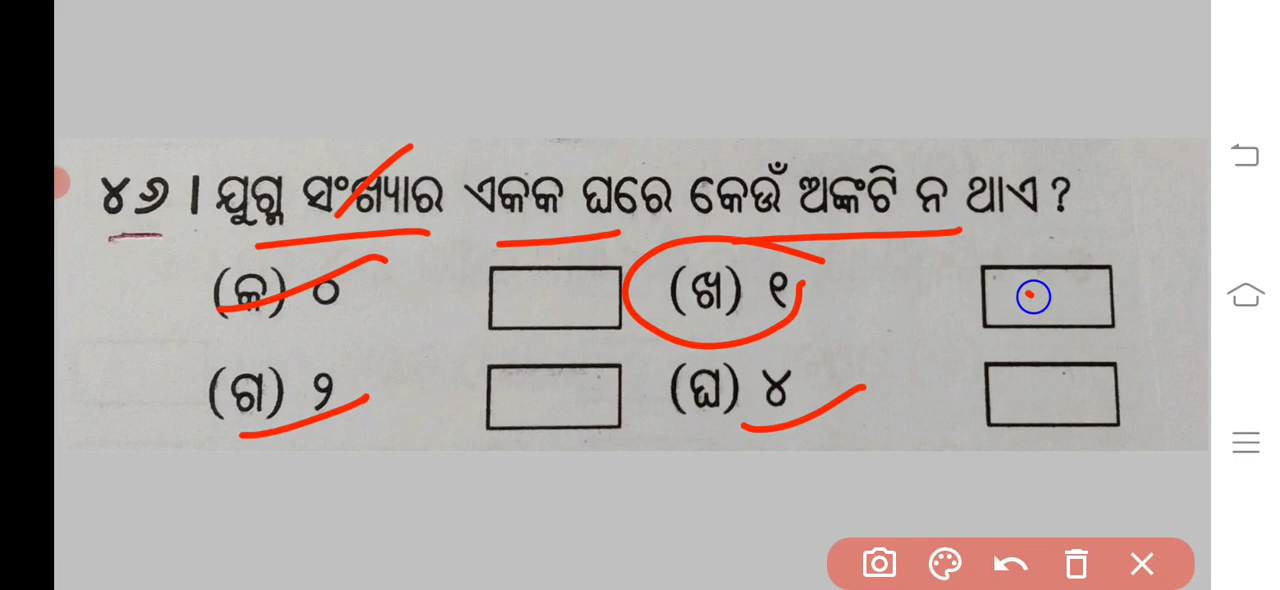 ୪୬ । ଯୁଗ୍ମ ସଂଖ୍ୟାର ଏକକ ଘରେ କେଉଁ ଅଙ୍କଟି ନ ଥାଏ ?
(କ) ୦ (ଖ) ୧
(ଗ) ୨ (ଘ) ୪